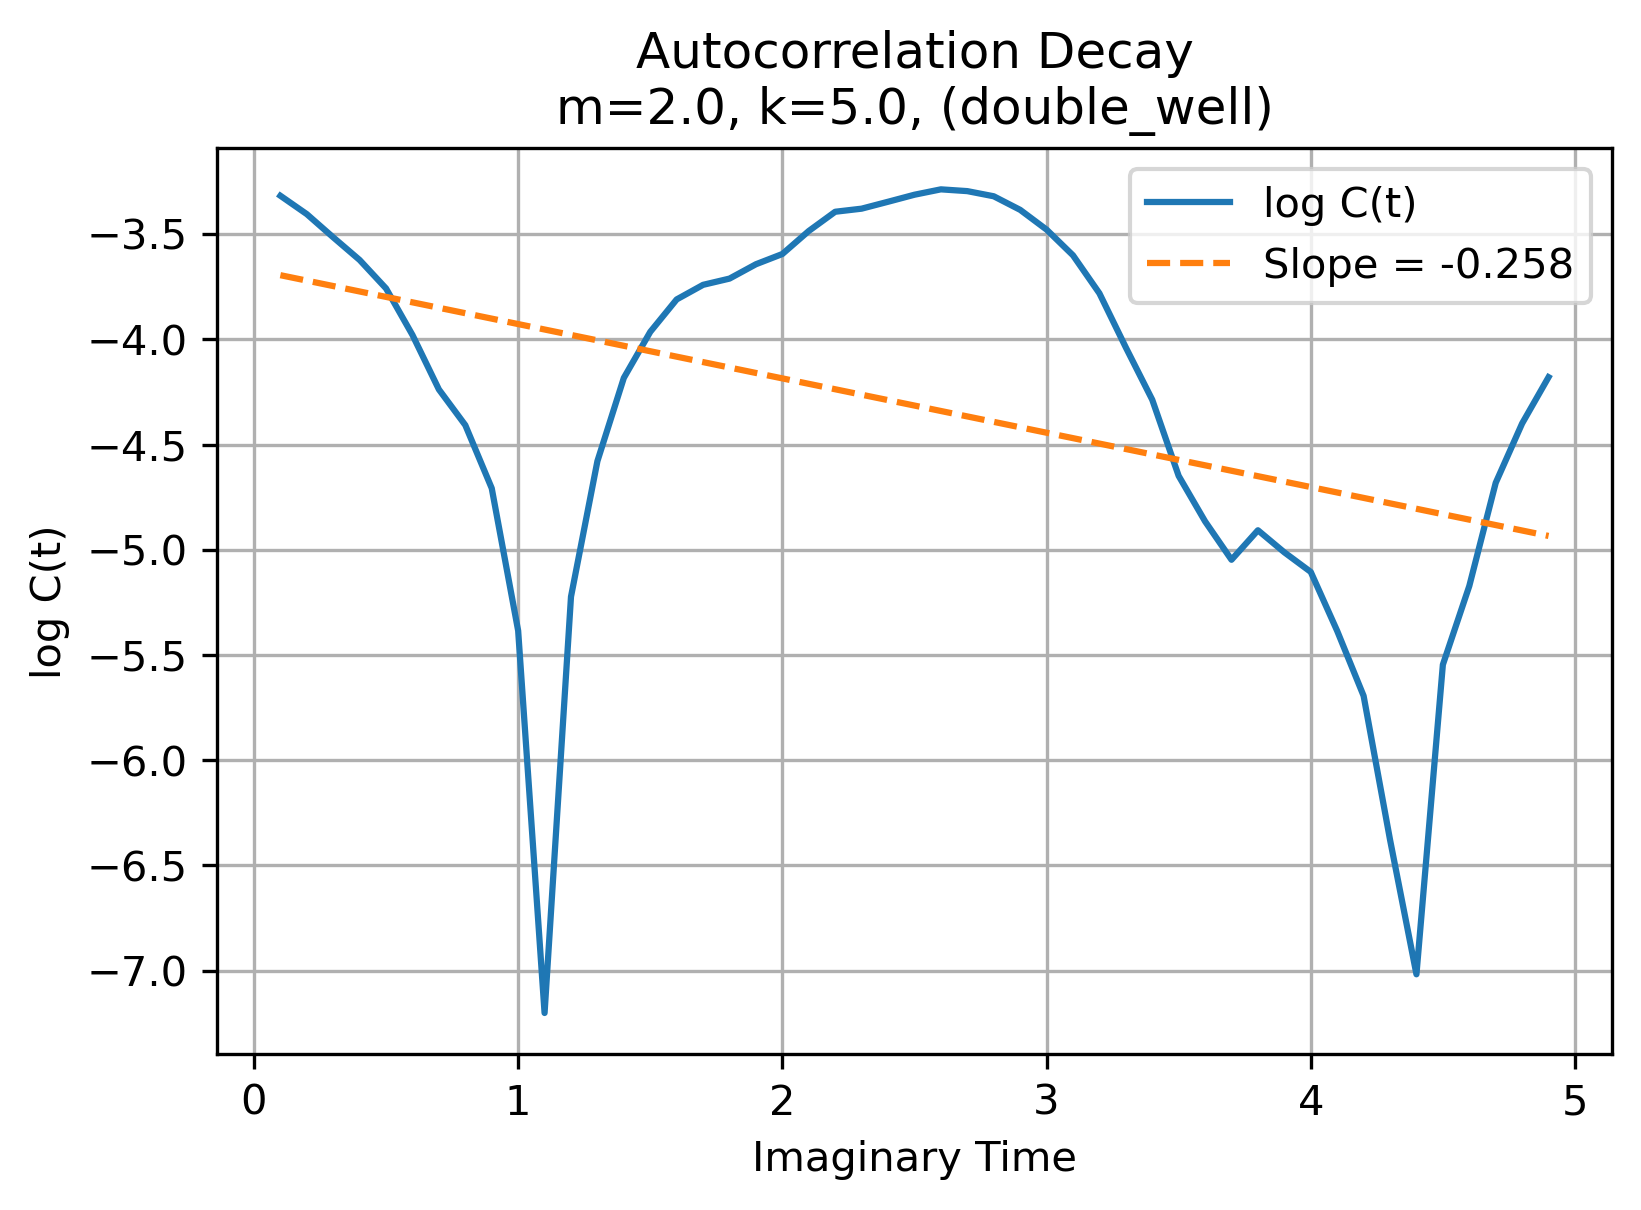 Autocorrelation Decay
m=2.0, k=5.0, (double_well)
log C(t)
Slope = -0.258
log C(t)
−3.5
−4.0
−4.5
−5.0
−5.5
−6.0
−6.5
−7.0
0 1 2 3 4 5
Imaginary Time